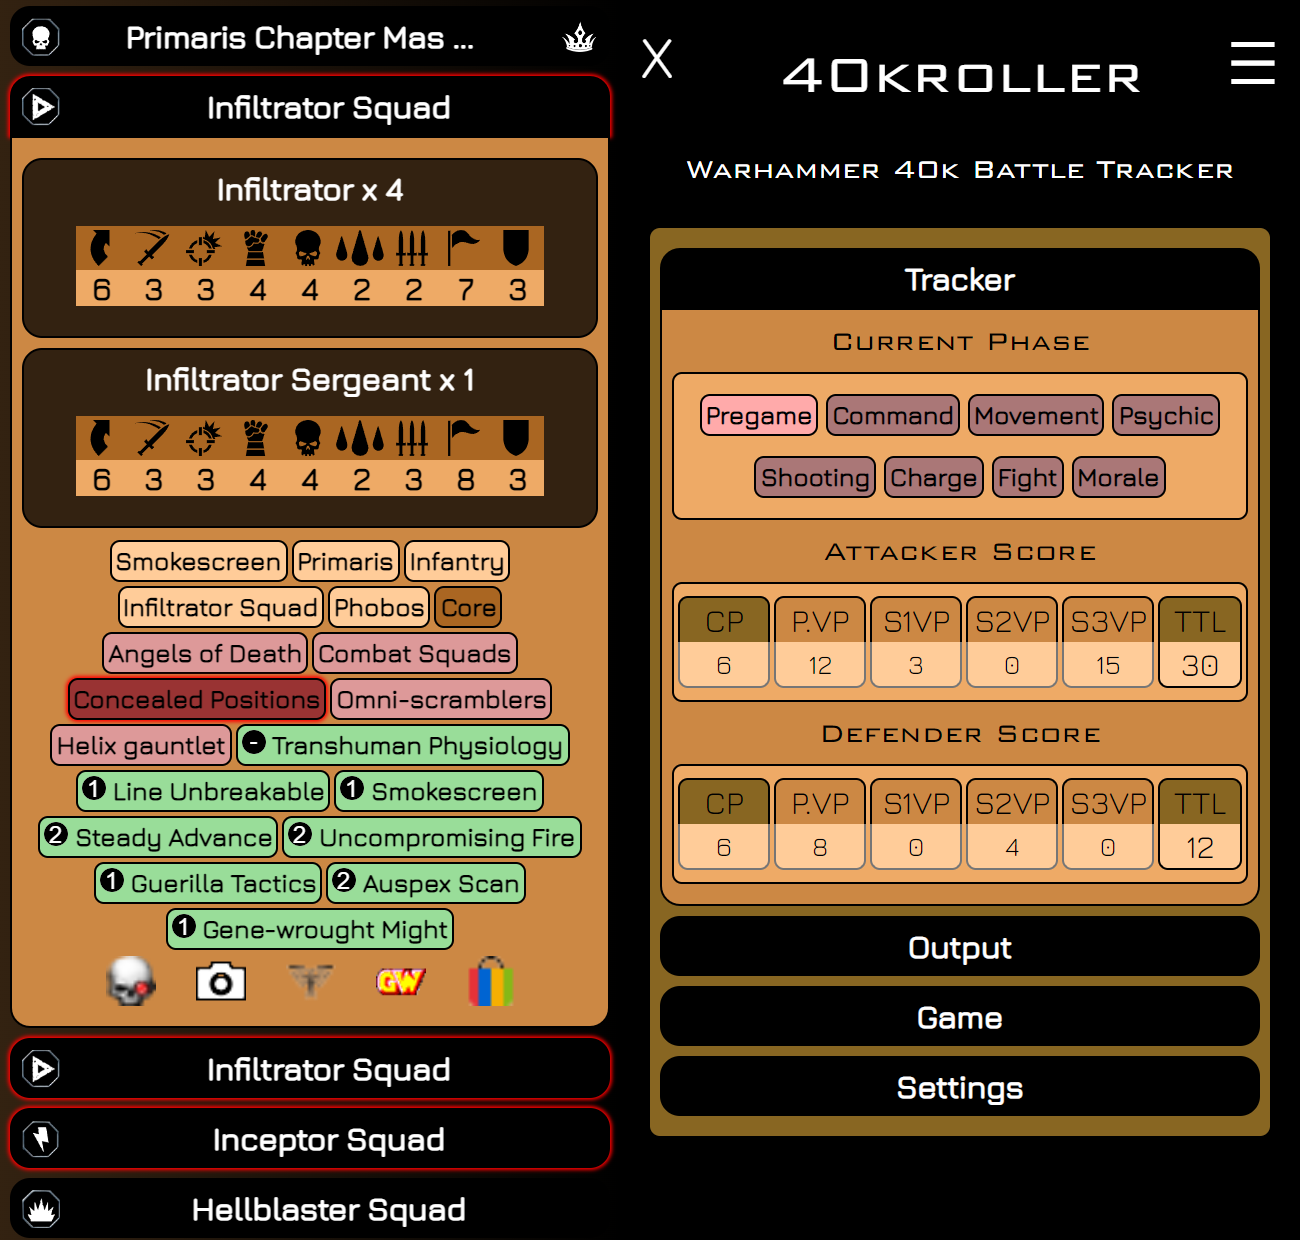 Primaris Chapter Mas ...
Infiltrator Squad
Infiltrator x 4
6 3 3 4 4 2 2 7 3
Infiltrator Sergeant x 1
6 3 3 4 4 2 3 8 3
Smokescreen Primaris Infantry
Infiltrator Squad Phobos Core
Angels of Death Combat Squads
Concealed Positions Omni-scramblers
Helix gauntlet - Transhuman Physiology
1 Line Unbreakable 1 Smokescreen
2 Steady Advance 2 Uncompromising Fire
1 Guerilla Tactics 2 Auspex Scan
1 Gene-wrought Might
GW
Infiltrator Squad
Inceptor Squad
Hellblaster Squad
X
40KROLLER
WARHAMMER 40K BATTLE TRACKER
Tracker
CURRENT PHASE
Pregame Command Movement Psychic
Shooting Charge Fight Morale
ATTACKER SCORE
CP P.VP S1VP S2VP S3VP TTL
6 12 3 0 15 30
DEFENDER SCORE
CP P.VP S1VP S2VP S3VP TTL
6 8 0 4 0 12
Output
Game
Settings